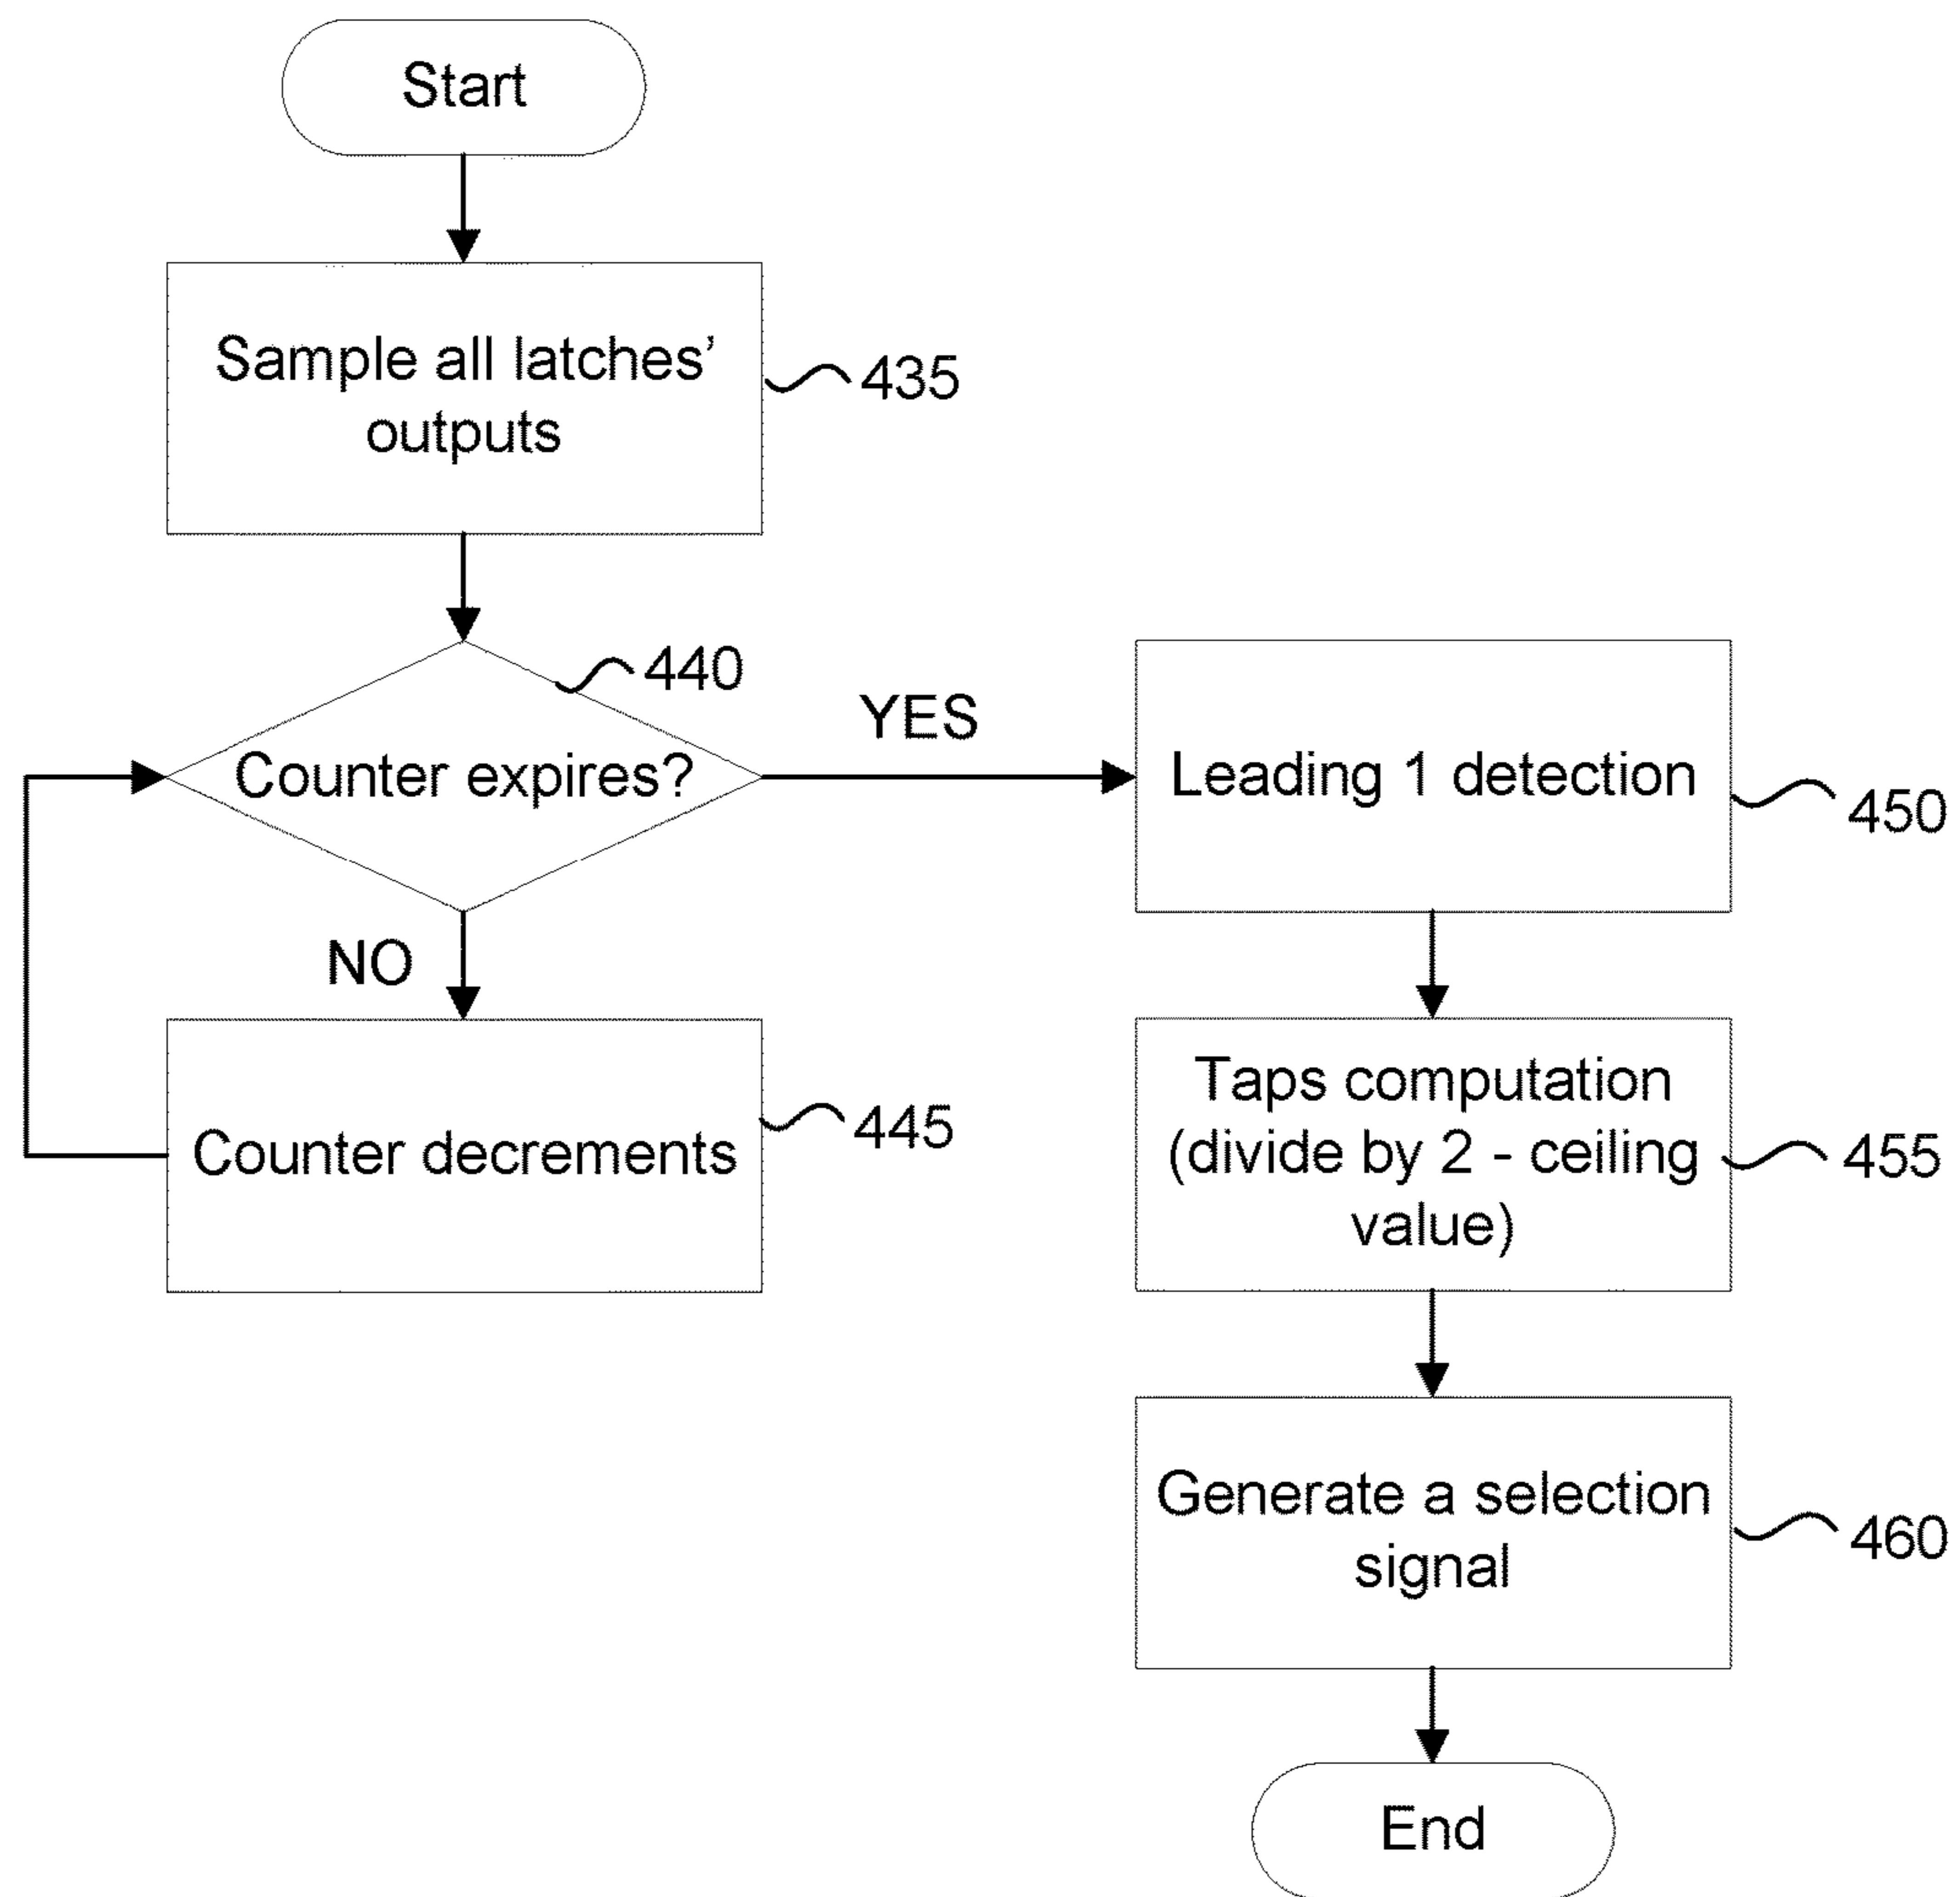 Start
Sample all latches'
outputs
435
440
Counter expires?
YES
NO
Counter decrements
445
Leading 1 detection
450
Taps computation
(divide by 2 - ceiling
value)
455
Generate a selection
signal
460
End